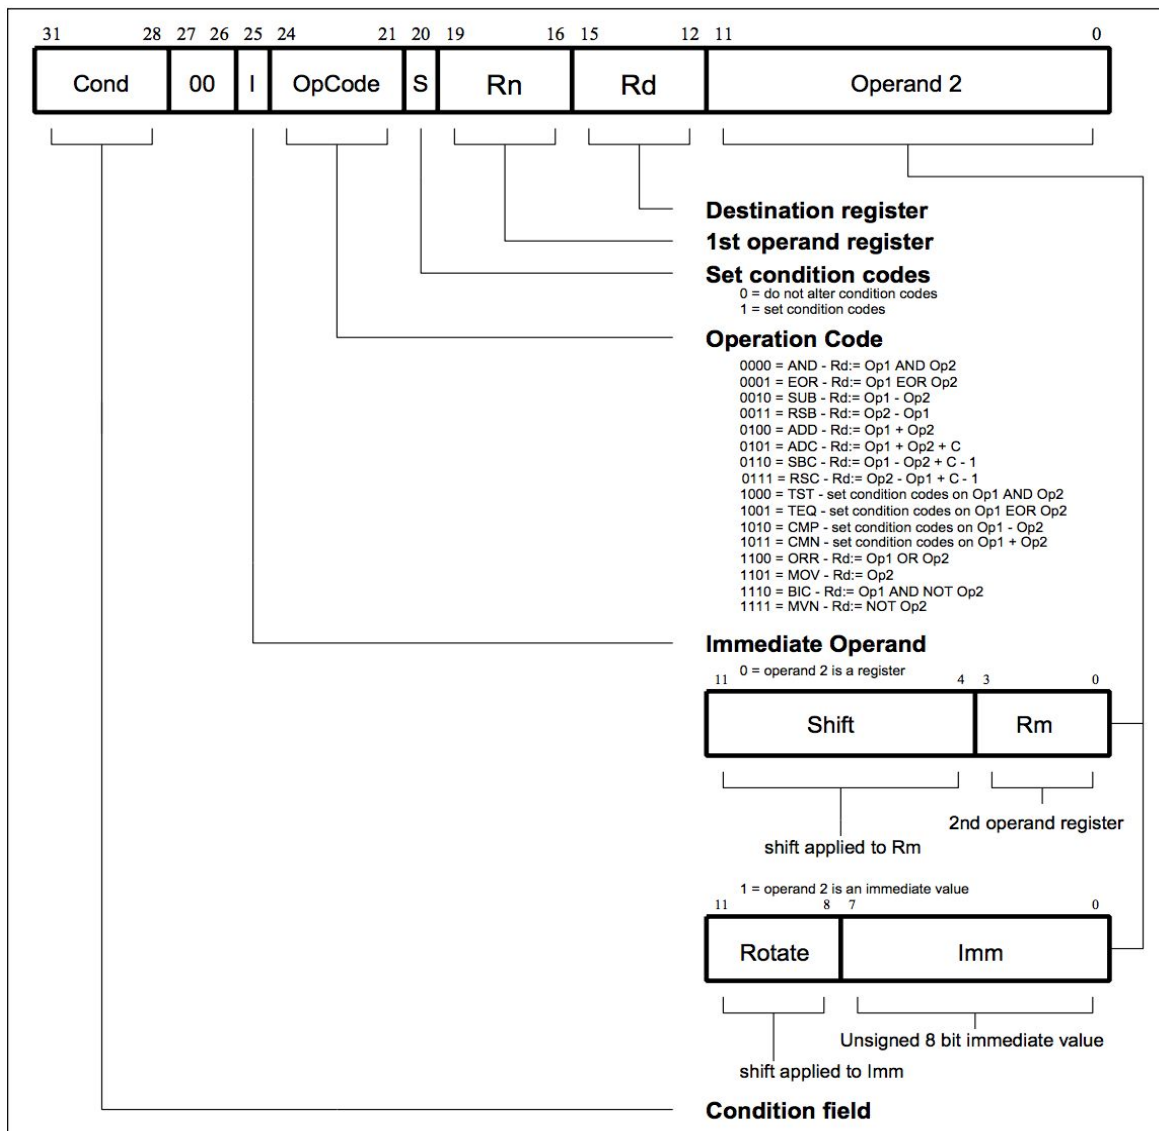 31 28 27 26 25 24 21 20 19 16 15 12 11 0
Cond 00 I OpCode S Rn Rd Operand 2
Destination register
1st operand register
Set condition codes
0 = do not alter condition codes
1 = set condition codes
Operation Code
0000 = AND - Rd:= Op1 AND Op2
0001 = EOR - Rd:= Op1 EOR Op2
0010 = SUB - Rd:= Op1 - Op2
0011 = RSB - Rd:= Op2 - Op1
0100 = ADD - Rd:= Op1 + Op2
0101 = ADC - Rd:= Op1 + Op2 + C
0110 = SBC - Rd:= Op1 - Op2 + C - 1
0111 = RSC - Rd:= Op2 - Op1 + C - 1
1000 = TST - set condition codes on Op1 AND Op2
1001 = TEQ - set condition codes on Op1 EOR Op2
1010 = CMP - set condition codes on Op1 - Op2
1011 = CMN - set condition codes on Op1 + Op2
1100 = ORR - Rd:= Op1 OR Op2
1101 = MOV - Rd:= Op2
1110 = BIC - Rd:= Op1 AND NOT Op2
1111 = MVN - Rd:= NOT Op2
Immediate Operand
0 = operand 2 is a register
11 4 3 0
Shift Rm
2nd operand register
shift applied to Rm
1 = operand 2 is an immediate value
11 8 7 0
Rotate Imm
Unsigned 8 bit immediate value
shift applied to Imm
Condition field